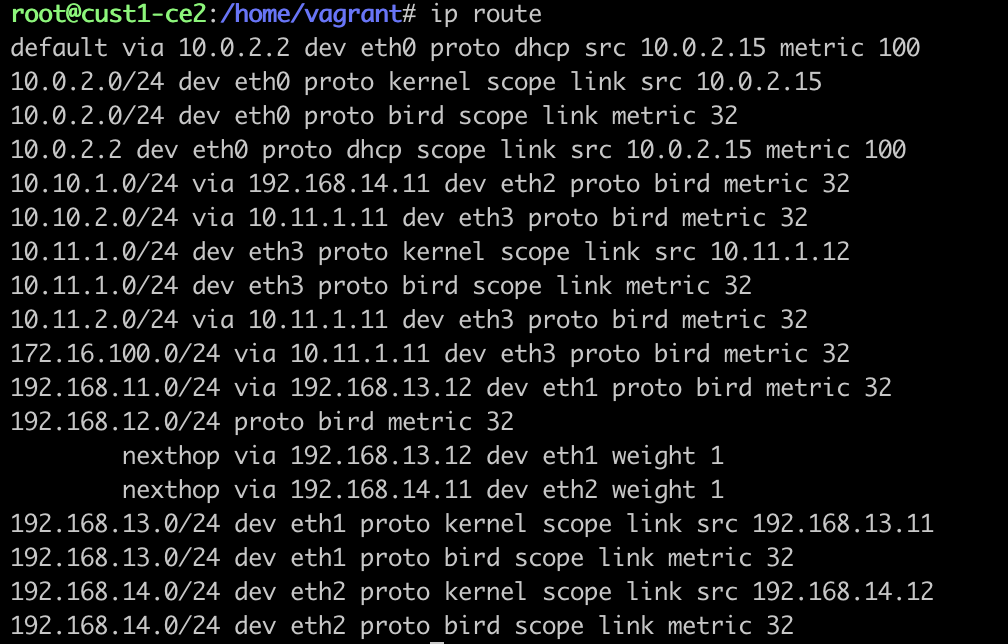 root@cust1-ce2:/home/vagrant# ip route
default via 10.0.2.2 dev eth0 proto dhcp src 10.0.2.15 metric 100
10.0.2.0/24 dev eth0 proto kernel scope link src 10.0.2.15
10.0.2.0/24 dev eth0 proto bird scope link metric 32
10.0.2.2 dev eth0 proto dhcp scope link src 10.0.2.15 metric 100
10.10.1.0/24 via 192.168.14.11 dev eth2 proto bird metric 32
10.10.2.0/24 via 10.11.1.11 dev eth3 proto bird metric 32
10.11.1.0/24 dev eth3 proto kernel scope link src 10.11.1.12
10.11.1.0/24 dev eth3 proto bird scope link metric 32
10.11.2.0/24 via 10.11.1.11 dev eth3 proto bird metric 32
172.16.100.0/24 via 10.11.1.11 dev eth3 proto bird metric 32
192.168.11.0/24 via 192.168.13.12 dev eth1 proto bird metric 32
192.168.12.0/24 proto bird metric 32
        nexthop via 192.168.13.12 dev eth1 weight 1
        nexthop via 192.168.14.11 dev eth2 weight 1
192.168.13.0/24 dev eth1 proto kernel scope link src 192.168.13.11
192.168.13.0/24 dev eth1 proto bird scope link metric 32
192.168.14.0/24 dev eth2 proto kernel scope link src 192.168.14.12
192.168.14.0/24 dev eth2 proto bird scope link metric 32